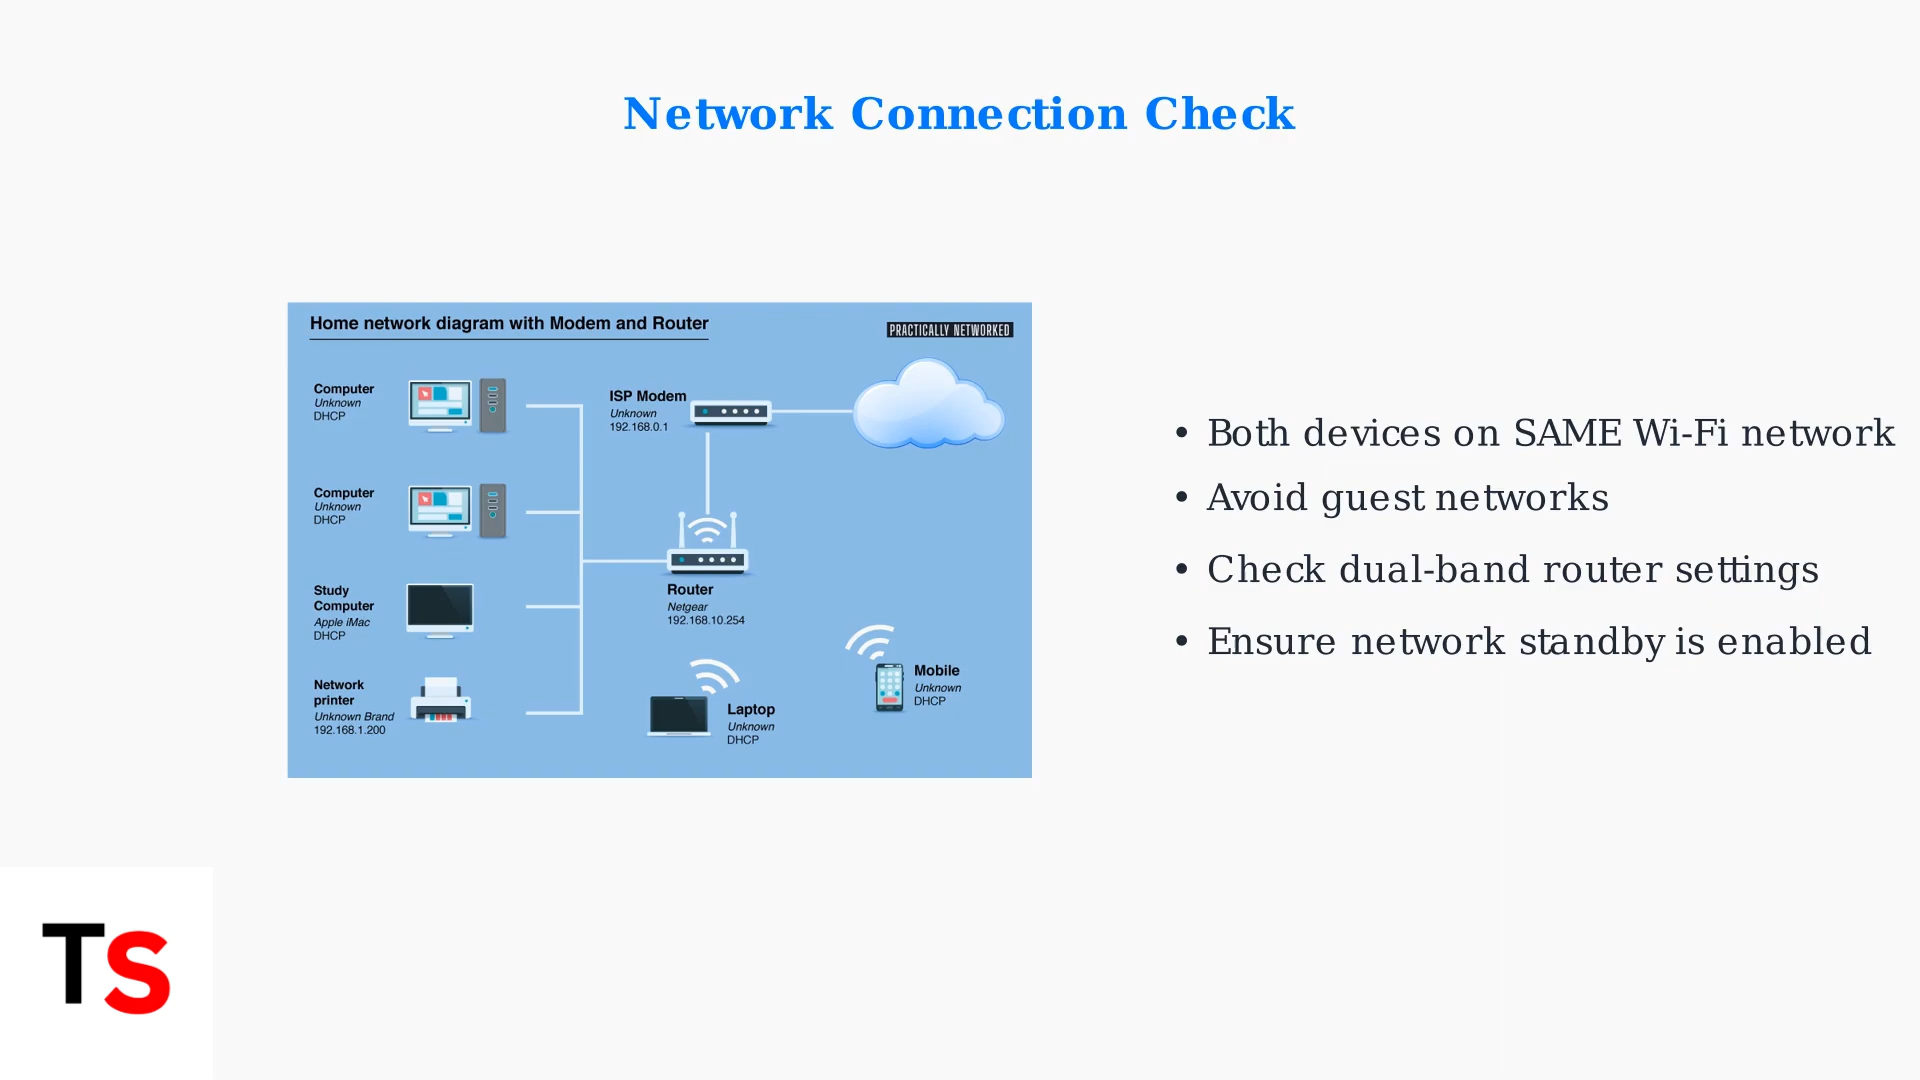 Network Connection Check
Home network diagram with Modem and Router
PRACTICALLY NETWORKED
Computer
Unknown
DHCP
ISP Modem
Unknown
192.168.0.1
Computer
Unknown
DHCP
Study
Computer
Apple iMac
DHCP
Router
Netgear
192.168.10.254
Network
printer
Unknown Brand
192.168.1.200
Laptop
Unknown
DHCP
Mobile
Unknown
DHCP
• Both devices on SAME Wi-Fi network
• Avoid guest networks
• Check dual-band router settings
• Ensure network standby is enabled
TS